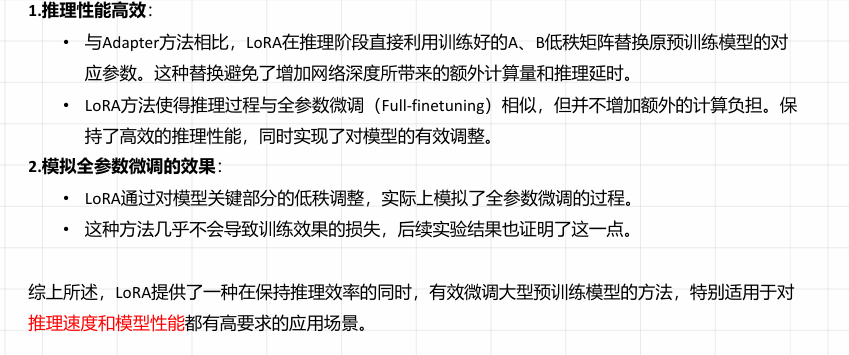 1.推理性能高效：
• 与Adapter方法相比，LoRA在推理阶段直接利用训练好的A、B低秩矩阵替换原预训练模型的对
应参数。这种替换避免了增加网络深度所带来的额外计算量和推理延时。
• LoRA方法使得推理过程与全参数微调（Full-finetuning）相似，但并不增加额外的计算负担。保
持了高效的推理性能，同时实现了对模型的有效调整。
2.模拟全参数微调的效果：
• LoRA通过对模型关键部分的低秩调整，实际上模拟了全参数微调的过程。
• 这种方法几乎不会导致训练效果的损失，后续实验结果也证明了这一点。
综上所述，LoRA提供了一种在保持推理效率的同时，有效微调大型预训练模型的方法，特别适用于对
推理速度和模型性能都有高要求的应用场景。